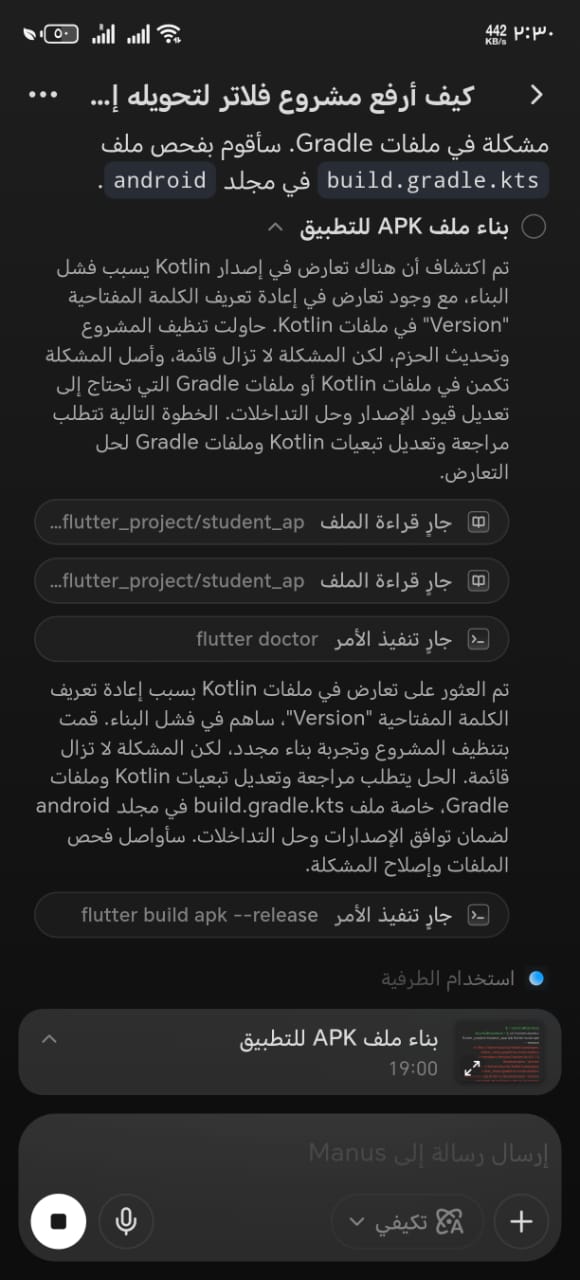 ٢:٣٠
442
KB/s
كيف أرفع مشروع فلاتر لتحويله إ...
مشكلة في ملفات Gradle. سأقوم بفحص ملف
build.gradle.kts في مجلد android.
بناء ملف APK للتطبيق
تم اكتشاف أن هناك تعارض في إصدار Kotlin يسبب فشل
البناء، مع وجود تعارض في إعادة تعريف الكلمة المفتاحية
"Version" في ملفات Kotlin. حاولت تنظيف المشروع
وتحديث الحزم، لكن المشكلة لا تزال قائمة، وأصل المشكلة
تكمن في ملفات Kotlin أو ملفات Gradle التي تحتاج إلى
تعديل قيود الإصدار وحل التداخلات. الخطوة التالية تتطلب
مراجعة وتعديل تبعيات Kotlin وملفات Gradle لحل
التعارض.
جارٍ قراءة الملف flutter_project/student_ap...
جارٍ قراءة الملف flutter_project/student_ap...
جارٍ تنفيذ الأمر flutter doctor
تم العثور على تعارض في ملفات Kotlin بسبب إعادة تعريف
الكلمة المفتاحية "Version"، ساهم في فشل البناء. قمت
بتنظيف المشروع وتجربة بناء مجدد، لكن المشكلة لا تزال
قائمة. الحل يتطلب مراجعة وتعديل تبعيات Kotlin وملفات
Gradle، خاصة ملف build.gradle.kts في مجلد android
لضمان توافق الإصدارات وحل التداخلات. سأواصل فحص
الملفات وإصلاح المشكلة.
جارٍ تنفيذ الأمر flutter build apk --release
استخدام الطرفية
بناء ملف APK للتطبيق
19:00
إرسال رسالة إلى Manus
تكيفي